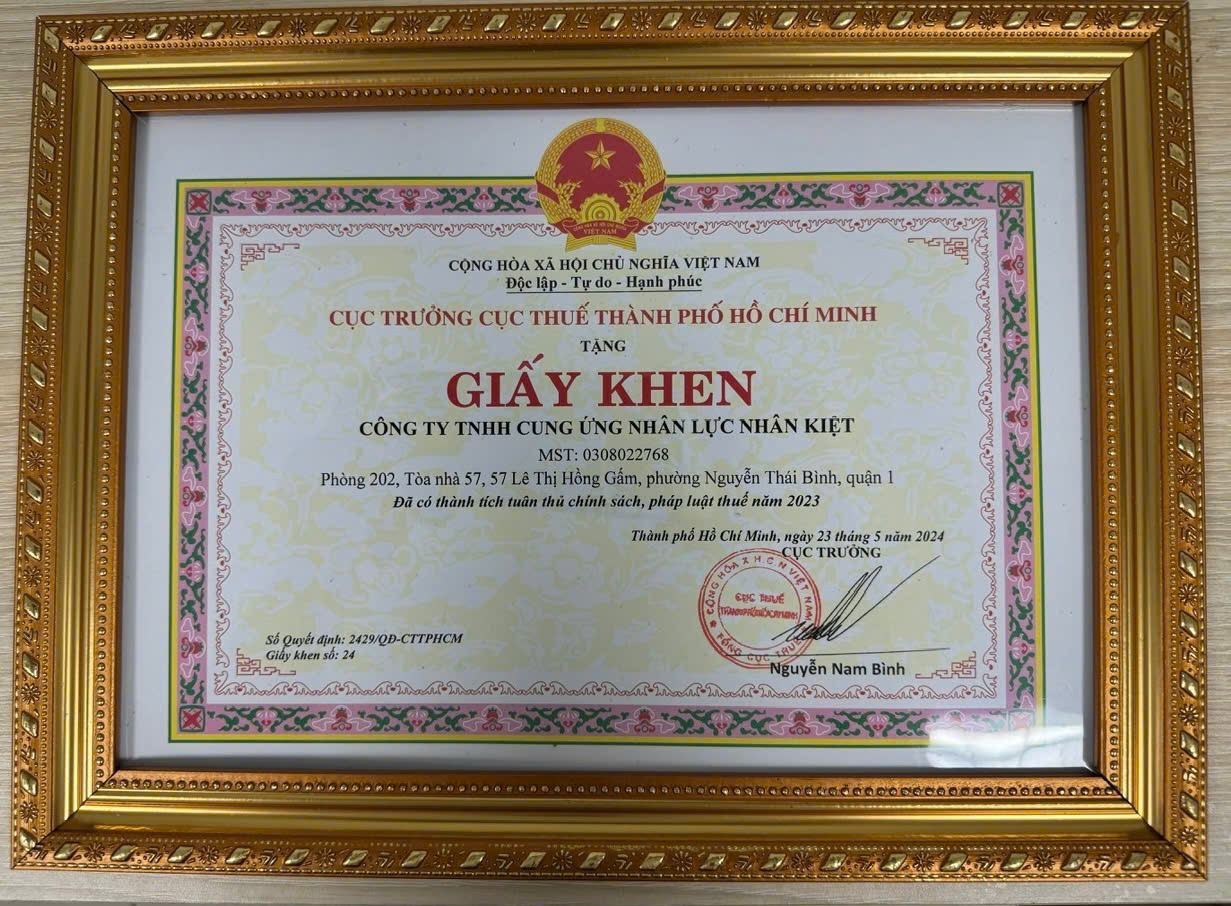 CỘNG HÒA XÃ HỘI CHỦ NGHĨA VIỆT NAM
Độc lập - Tự do - Hạnh phúc
CỤC TRƯỞNG CỤC THUẾ THÀNH PHỐ HỒ CHÍ MINH
TẶNG
GIẤY KHEN
CÔNG TY TNHH CUNG ỨNG NHÂN LỰC NHÂN KIỆT
MST: 0308022768
Phòng 202, Tòa nhà 57, 57 Lê Thị Hồng Gấm, phường Nguyễn Thái Bình, quận 1
Đã có thành tích tuân thủ chính sách, pháp luật thuế năm 2023
Thành phố Hồ Chí Minh, ngày 23 tháng 5 năm 2024
CỤC TRƯỞNG
CỤC THUẾ
Số Quyết định: 2429/QĐ-CTTPHCM
Giấy khen số: 24
Nguyễn Nam Bình